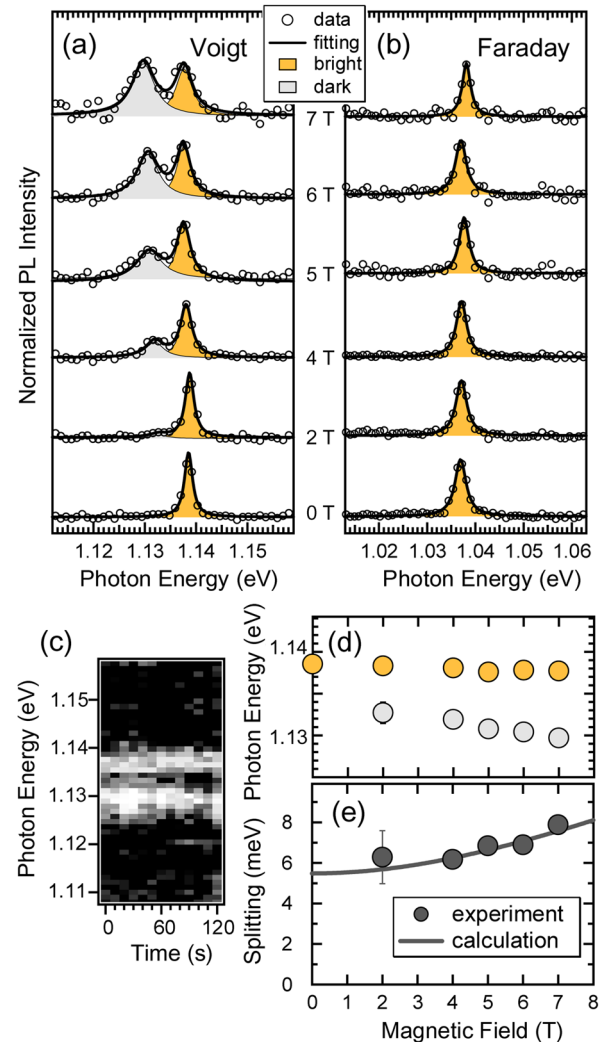 (a) Voigt
data
fitting
bright
dark
(b) Faraday
7 T
6 T
5 T
4 T
2 T
0 T
Normalized PL Intensity
1.12 1.13 1.14 1.15
Photon Energy (eV)
1.02 1.03 1.04 1.05 1.06
Photon Energy (eV)
(c)
Photon Energy (eV)
1.15
1.14
1.13
1.12
1.11
0 60 120
Time (s)
(d)
Photon Energy (eV)
1.14
1.13
(e)
Splitting (meV)
8
6
4
2
0
experiment
calculation
0 1 2 3 4 5 6 7 8
Magnetic Field (T)